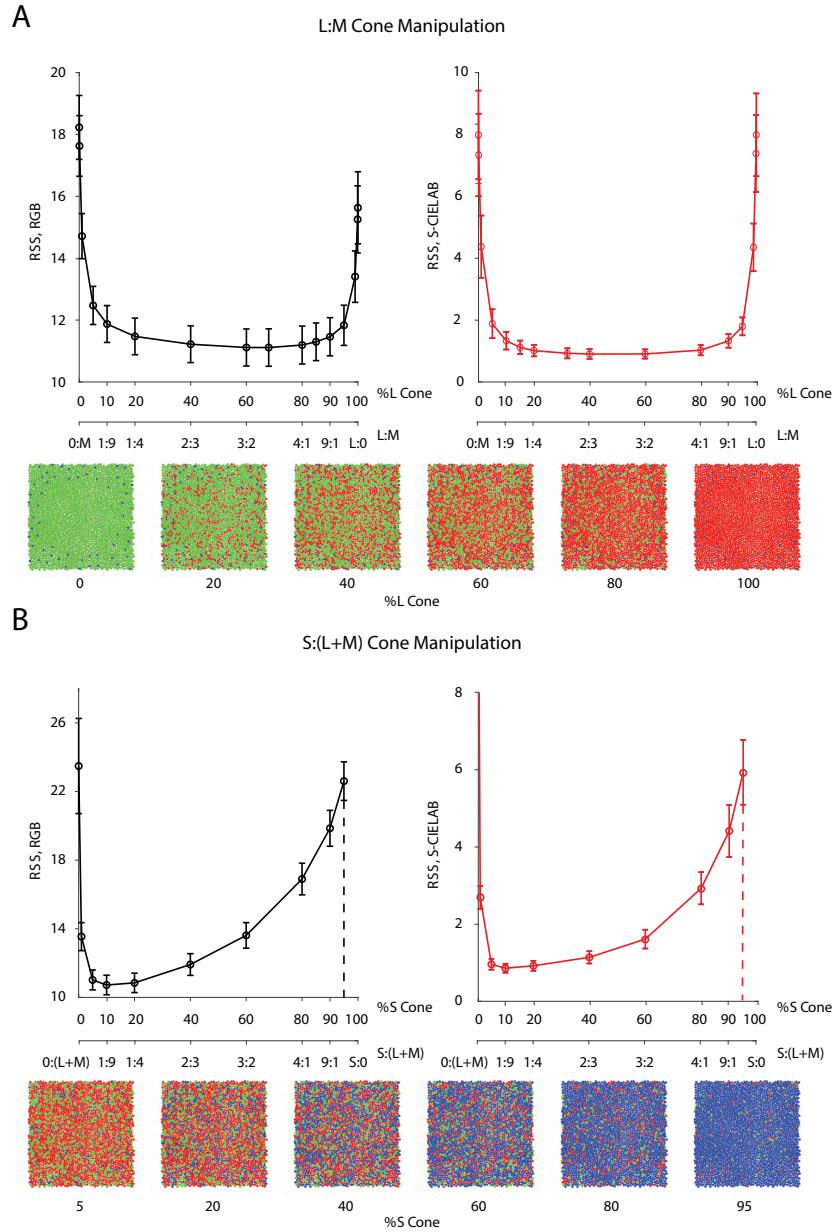 A
L:M Cone Manipulation
RSS, RGB
20
18
16
14
12
10
0 10 20 40 60 80 90 100
%L Cone
0:M 1:9 1:4 2:3 3:2 4:1 9:1 L:0
L:M
RSS, S-CIELAB
10
8
6
4
2
0
0 10 20 40 60 80 90 100
%L Cone
0:M 1:9 1:4 2:3 3:2 4:1 9:1 L:0
L:M
0 20 40 60 80 100
%L Cone
B
S:(L+M) Cone Manipulation
RSS, RGB
26
22
18
14
10
0 10 20 40 60 80 90 100
%S Cone
0:(L+M) 1:9 1:4 2:3 3:2 4:1 9:1 S:0
S:(L+M)
RSS, S-CIELAB
8
6
4
2
0
0 10 20 40 60 80 90 100
%S Cone
0:(L+M) 1:9 1:4 2:3 3:2 4:1 9:1 S:0
S:(L+M)
5 20 40 60 80 95
%S Cone